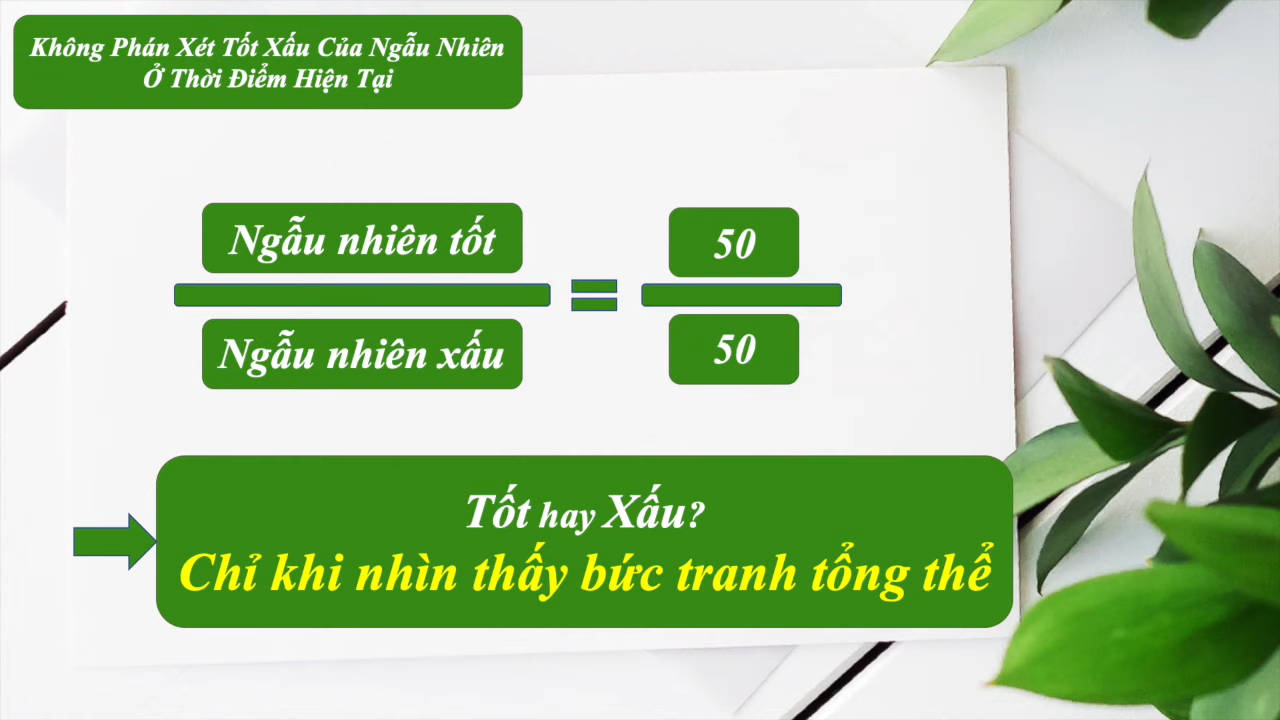 Không Phán Xét Tốt Xấu Của Ngẫu Nhiên
Ở Thời Điểm Hiện Tại
Ngẫu nhiên tốt
Ngẫu nhiên xấu
=
50
50
Tốt hay Xấu?
Chỉ khi nhìn thấy bức tranh tổng thể